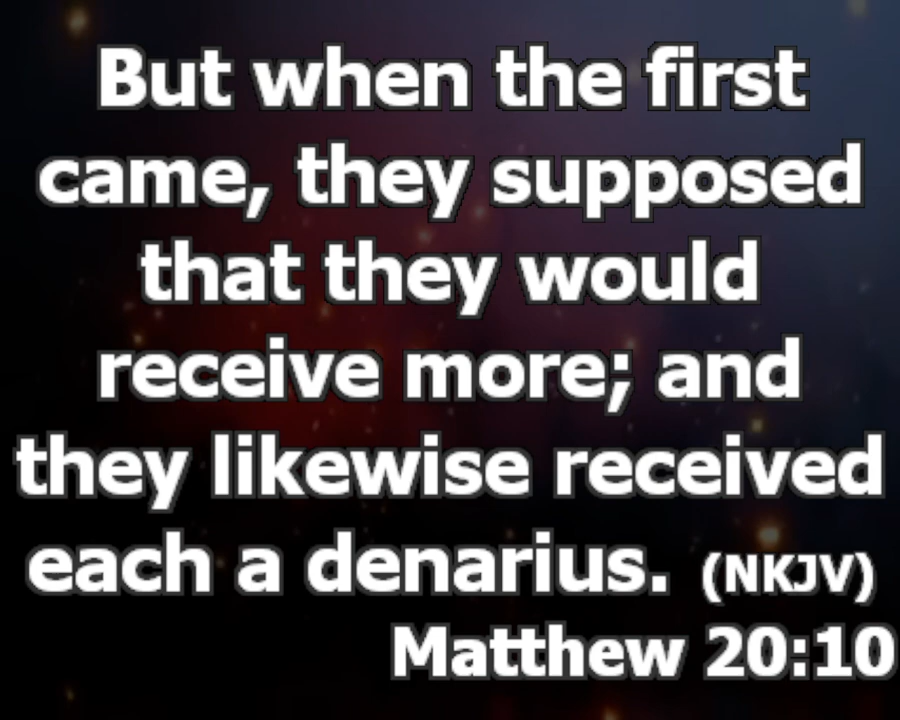 But when the first
came, they supposed
that they would
receive more; and
they likewise received
each a denarius. (NKJV)
Matthew 20:10